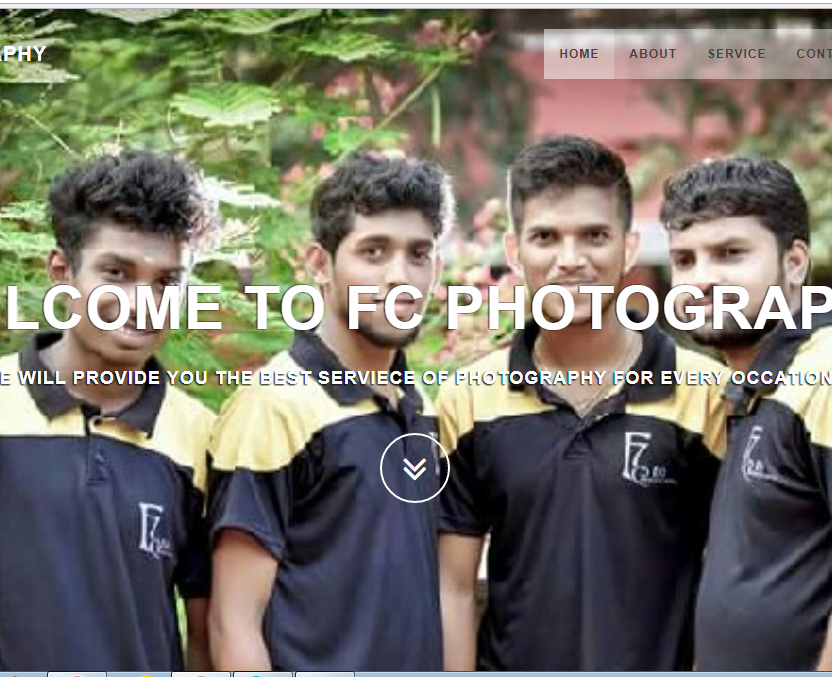 APHY
HOME ABOUT SERVICE CONT
LCOME TO FC PHOTOGRAP
E WILL PROVIDE YOU THE BEST SERVIECE OF PHOTOGRAPHY FOR EVERY OCCATION